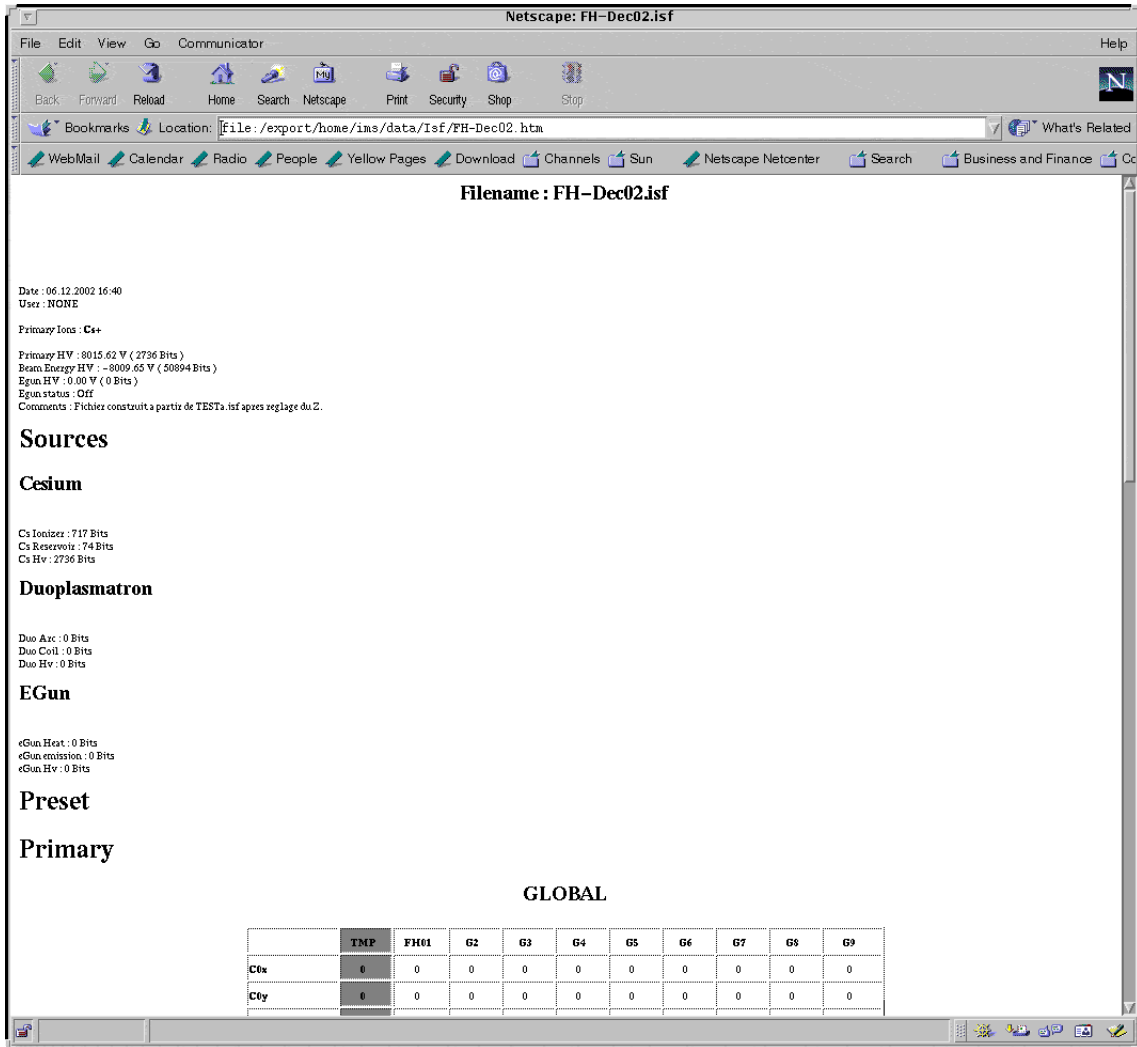 Netscape: FH-Dec02.isf
File Edit View Go Communicator Help
Back Forward Reload Home Search Netscape Print Security Shop Stop
My
N
Bookmarks Location: file:/export/home/ims/data/Isf/FH-Dec02.htm What's Related
WebMail Calendar Radio People Yellow Pages Download Channels Sun Netscape Netcenter Search Business and Finance Co
Filename : FH-Dec02.isf
Date : 06.12.2002 16:40
User : NONE
Primary Ions : Cs+
Primary HV : 8015.62 V ( 2736 Bits )
Beam Energy HV : -8009.65 V ( 50894 Bits )
Egun HV : 0.00 V ( 0 Bits )
Egun status : Off
Comments : Fichier construit a partir de TESTa.isf apres reglage du Z.
Sources
Cesium
Cs Ionizer : 717 Bits
Cs Reservoir : 74 Bits
Cs Hv : 2736 Bits
Duoplasmatron
Duo Arc : 0 Bits
Duo Coil : 0 Bits
Duo Hv : 0 Bits
EGun
eGun Heat : 0 Bits
eGun emission : 0 Bits
eGun Hv : 0 Bits
Preset
Primary
GLOBAL
TMP FH01 G2 G3 G4 G5 G6 G7 G8 G9
C0x 0 0 0 0 0 0 0 0 0 0
C0y 0 0 0 0 0 0 0 0 0 0